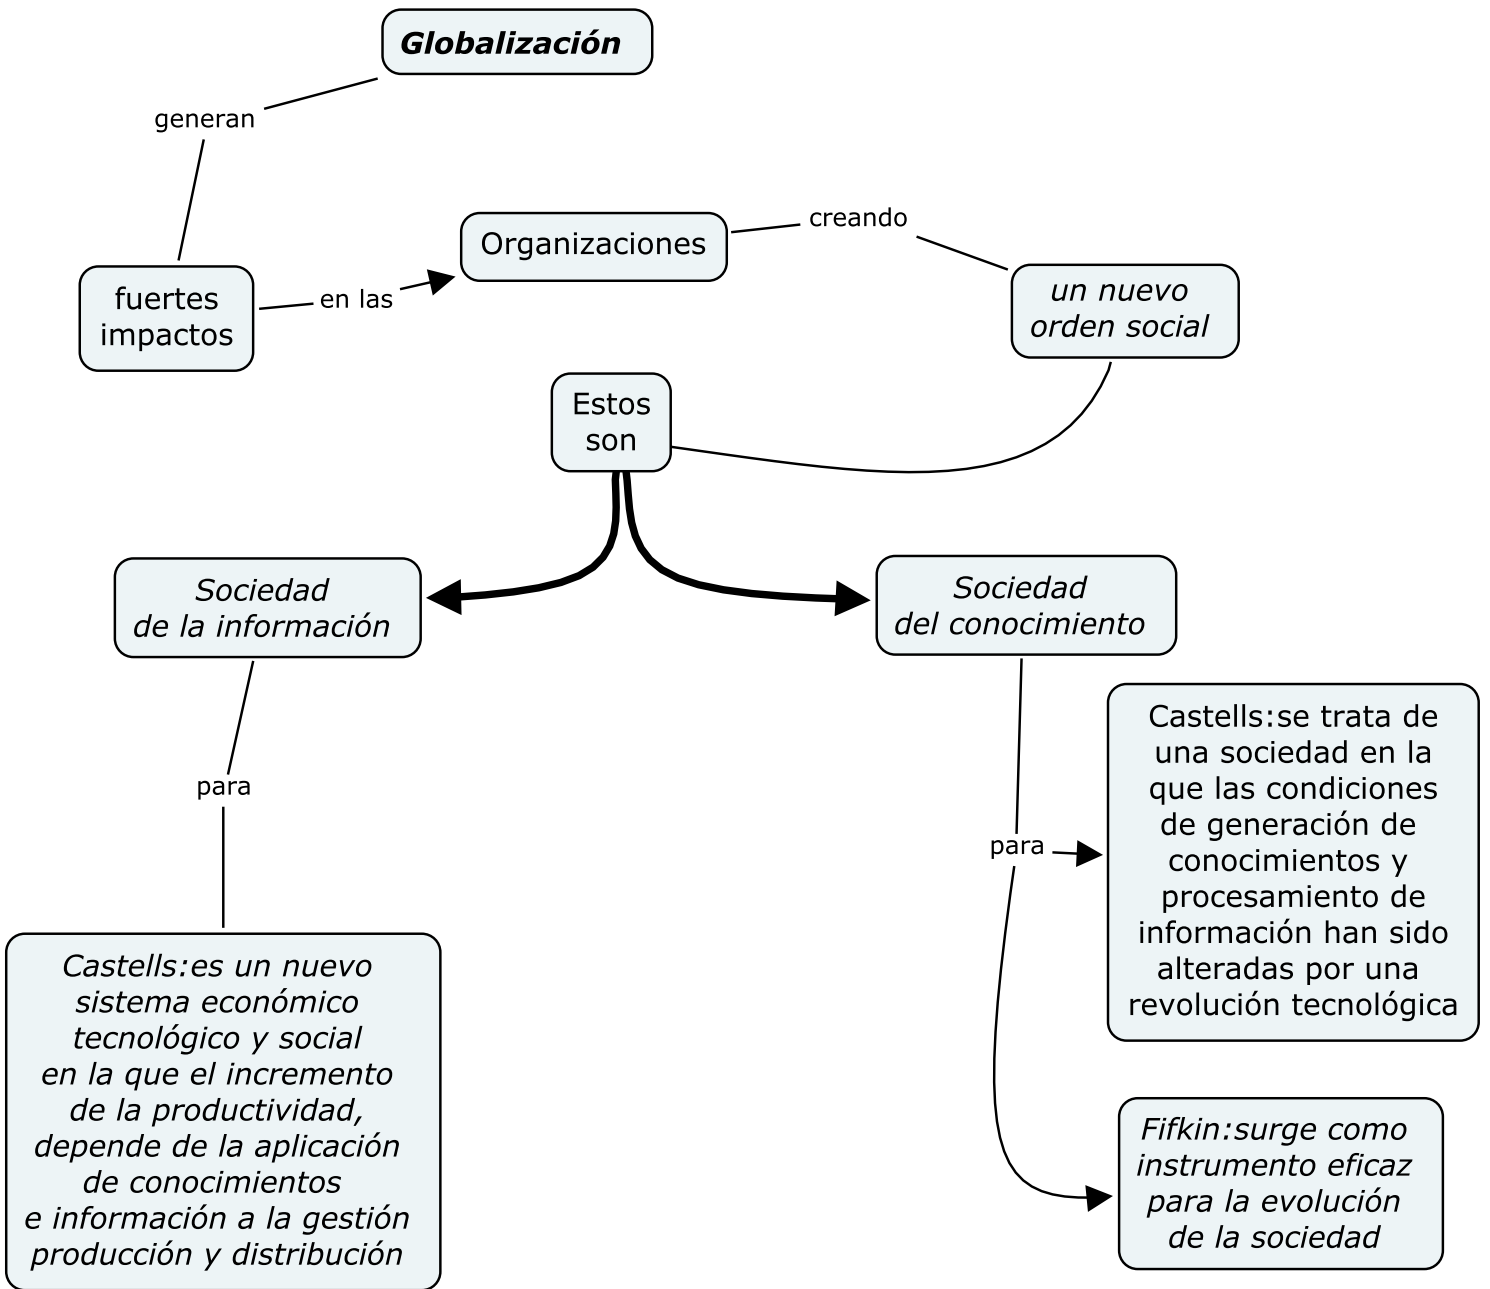 Globalización
generan
fuertes
impactos
en las
Organizaciones
creando
un nuevo
orden social
Estos
son
Sociedad
de la información
Sociedad
del conocimiento
para
Castells:es un nuevo
sistema económico
tecnológico y social
en la que el incremento
de la productividad,
depende de la aplicación
de conocimientos
e información a la gestión
producción y distribución
para
Castells:se trata de
una sociedad en la
que las condiciones
de generación de
conocimientos y
procesamiento de
información han sido
alteradas por una
revolución tecnológica
Fifkin:surge como
instrumento eficaz
para la evolución
de la sociedad